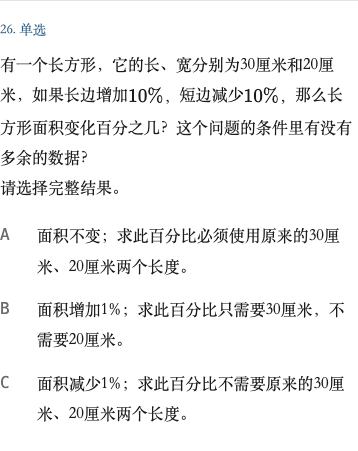 26. 单选
有一个长方形，它的长、宽分别为30厘米和20厘
米，如果长边增加10%，短边减少10%，那么长
方形面积变化百分之几？这个问题的条件里有没有
多余的数据？
请选择完整结果。
A 面积不变；求此百分比必须使用原来的30厘
米、20厘米两个长度。
B 面积增加1%；求此百分比只需要30厘米，不
需要20厘米。
C 面积减少1%；求此百分比不需要原来的30厘
米、20厘米两个长度。